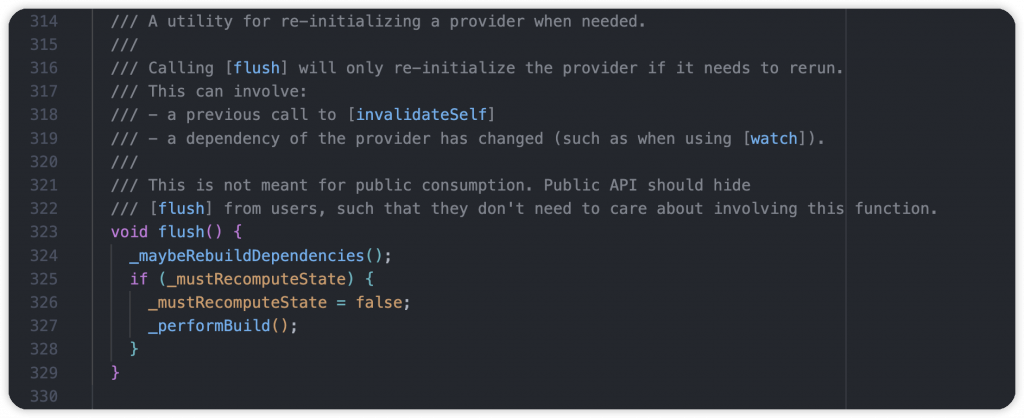 314 /// A utility for re-initializing a provider when needed.
315 ///
316 /// Calling [flush] will only re-initialize the provider if it needs to rerun.
317 /// This can involve:
318 /// - a previous call to [invalidateSelf]
319 /// - a dependency of the provider has changed (such as when using [watch]).
320 ///
321 /// This is not meant for public consumption. Public API should hide
322 /// [flush] from users, such that they don't need to care about involving this function.
323 void flush() {
324 _maybeRebuildDependencies();
325 if (_mustRecomputeState) {
326 _mustRecomputeState = false;
327 _performBuild();
328 }
329 }
330